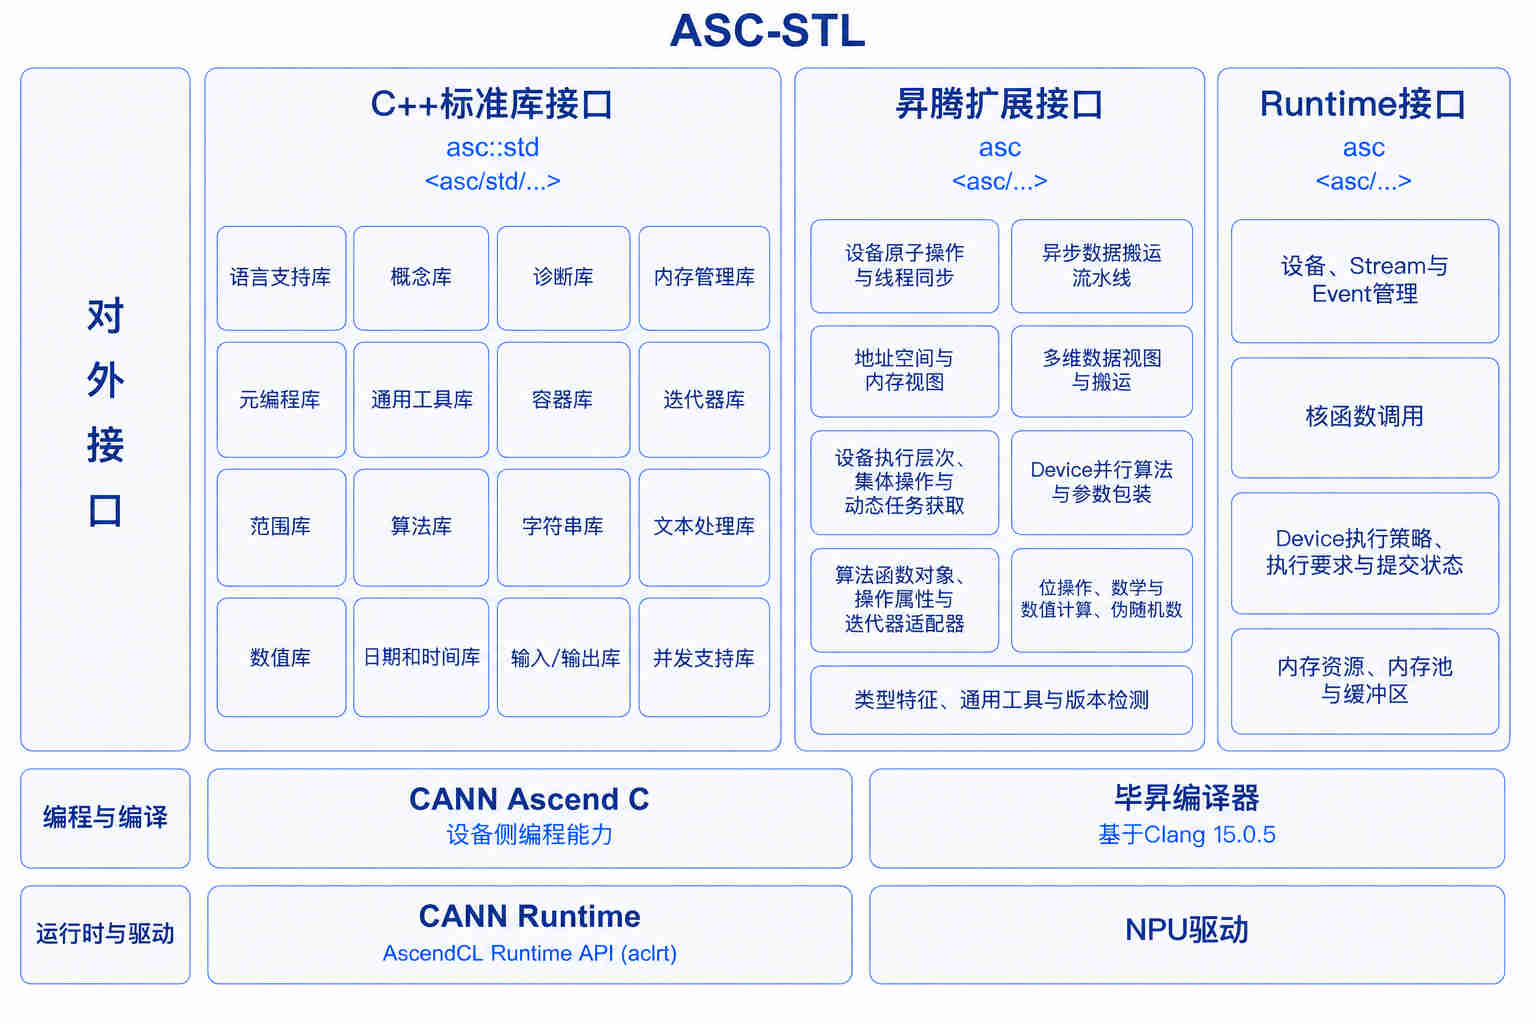 ASC-STL
对
外
接
口
C++标准库接口
asc::std
<asc/std/...>
语言支持库
概念库
诊断库
内存管理库
元编程库
通用工具库
容器库
迭代器库
范围库
算法库
字符串库
文本处理库
数值库
日期和时间库
输入/输出库
并发支持库
昇腾扩展接口
asc
<asc/...>
设备原子操作
与线程同步
异步数据搬运
流水线
地址空间与
内存视图
多维数据视图
与搬运
设备执行层次、
集体操作与
动态任务获取
Device并行算法
与参数包装
算法函数对象、
操作属性与
迭代器适配器
位操作、数学与
数值计算、伪随机数
类型特征、通用工具与版本检测
Runtime接口
asc
<asc/...>
设备、Stream与
Event管理
核函数调用
Device执行策略、
执行要求与提交状态
内存资源、内存池
与缓冲区
编程与编译
CANN Ascend C
设备侧编程能力
毕昇编译器
基于Clang 15.0.5
运行时与驱动
CANN Runtime
AscendCL Runtime API (aclrt)
NPU驱动